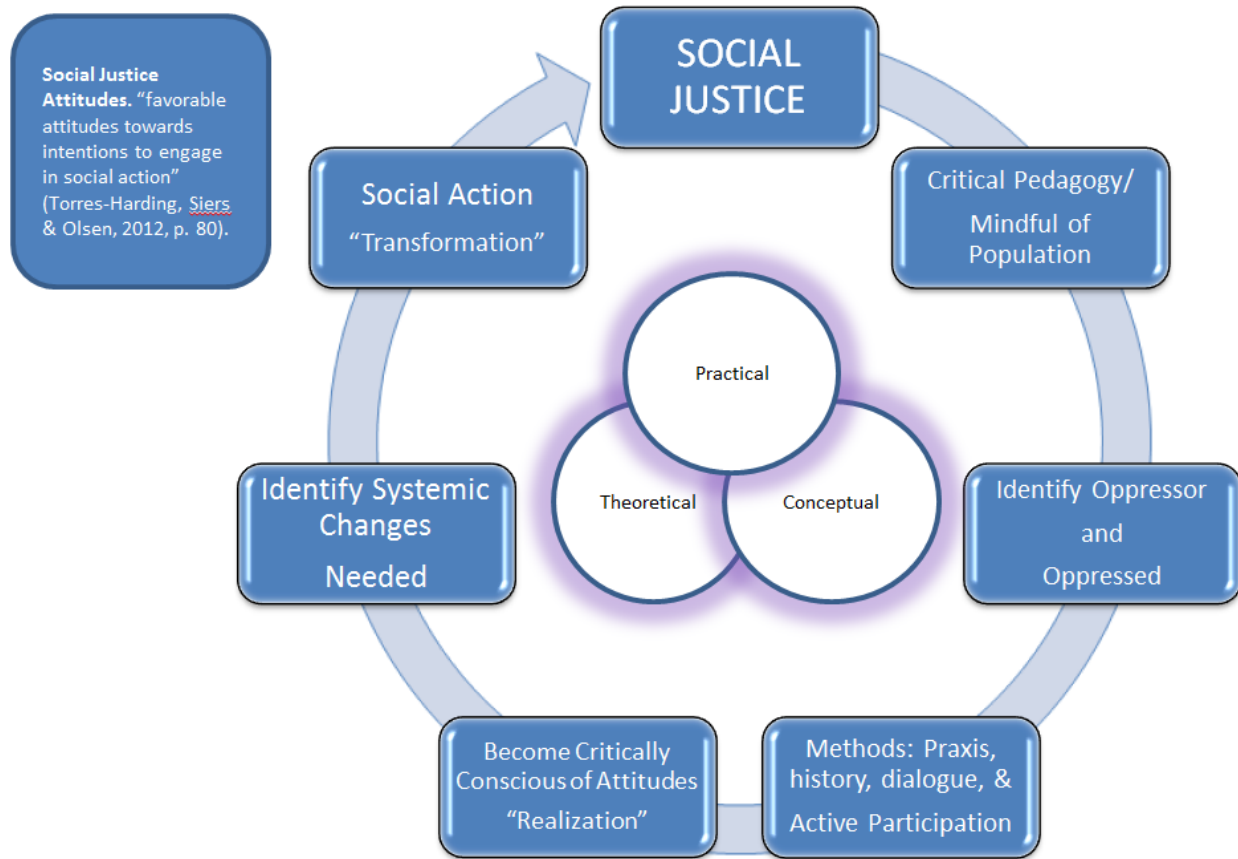 Social Justice
Attitudes. “favorable
attitudes towards
intentions to engage
in social action”
(Torres-Harding, Siers
& Olsen, 2012, p. 80).
SOCIAL
JUSTICE
Critical Pedagogy/
Mindful of
Population
Identify Oppressor
and
Oppressed
Methods: Praxis,
history, dialogue, &
Active Participation
Become Critically
Conscious of Attitudes
“Realization”
Identify Systemic
Changes
Needed
Social Action
“Transformation”
Practical
Theoretical
Conceptual